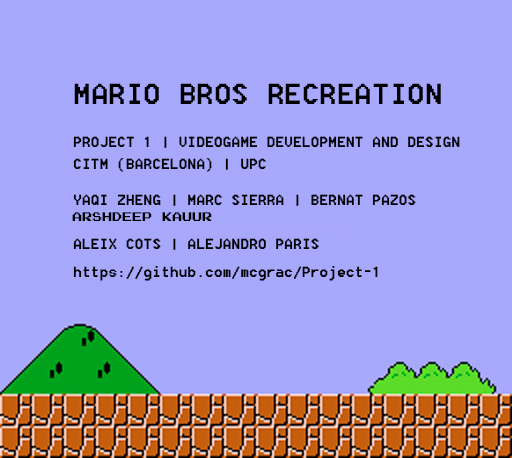 MARIO BROS RECREATION
PROJECT 1 | VIDEOGAME DEVELOPMENT AND DESIGN
CITM (BARCELONA) | UPC
YAQI ZHENG | MARC SIERRA | BERNAT PAZOS
ARSHDEEP KAUUR
ALEIX COTS | ALEJANDRO PARIS
https://github.com/mcgrac/Project-1